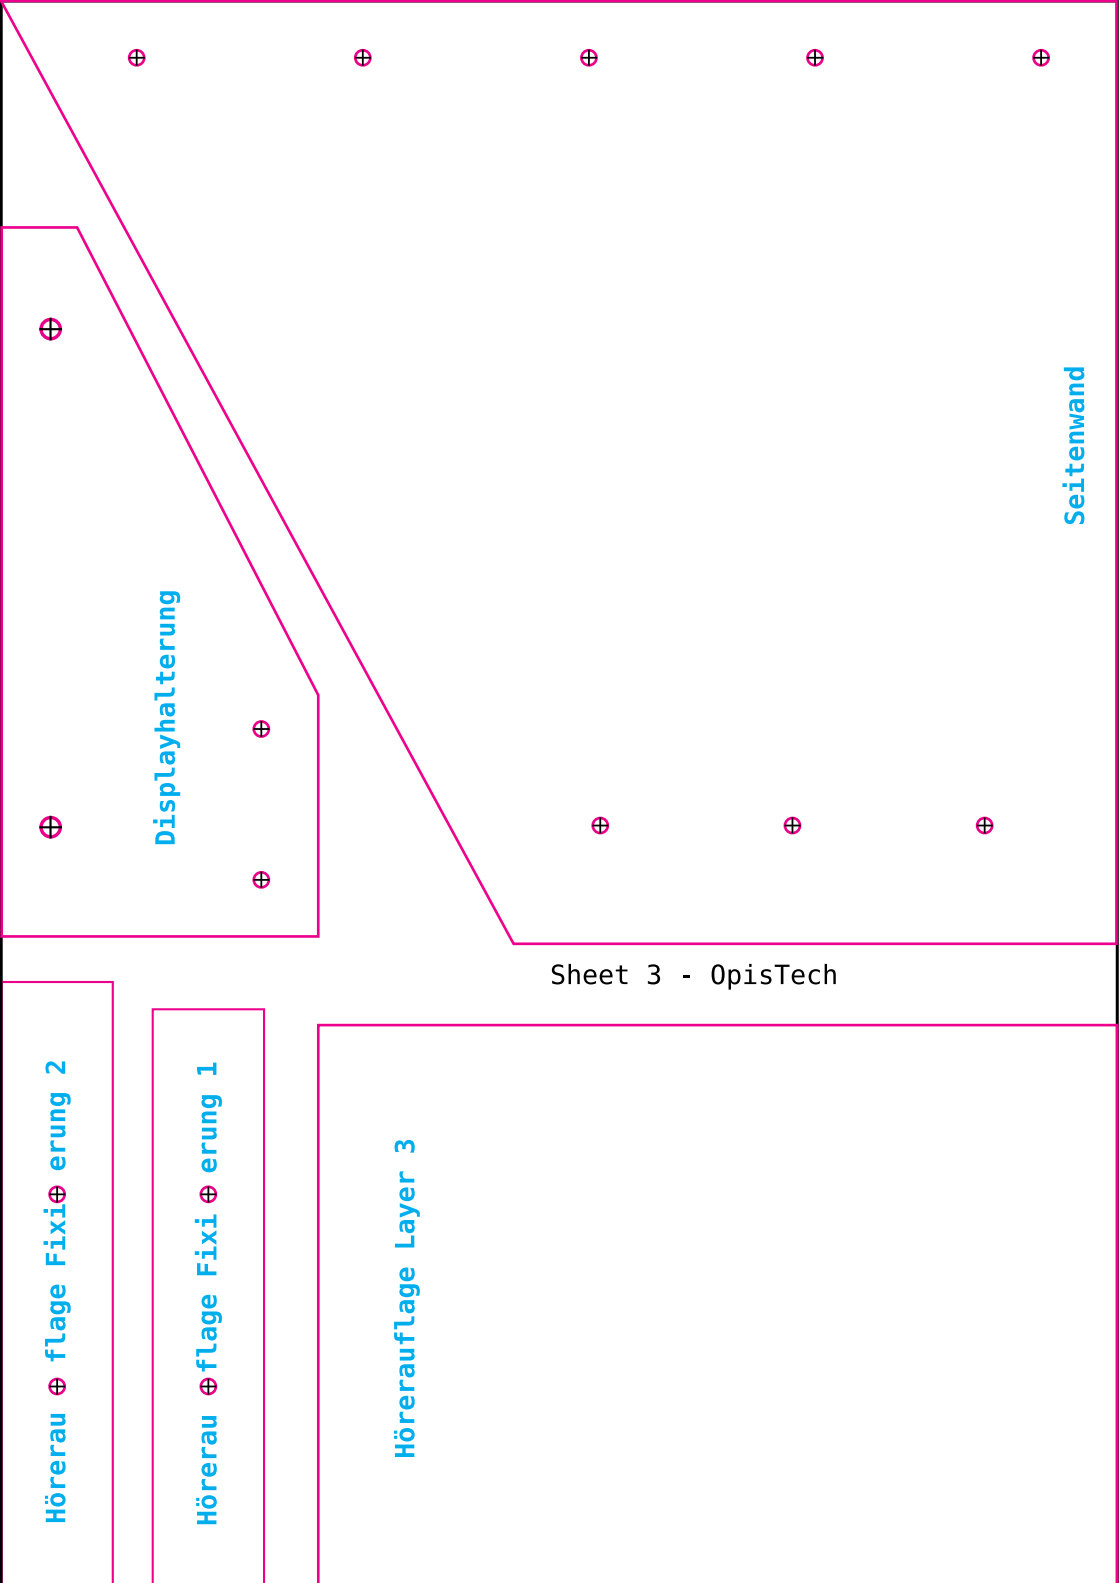 Seitenwand
Displayhalterung
Sheet 3 - OpisTech
Hörerau flage Fixi erung 2
Hörerau flage Fixi erung 1
Hörerauflage Layer 3